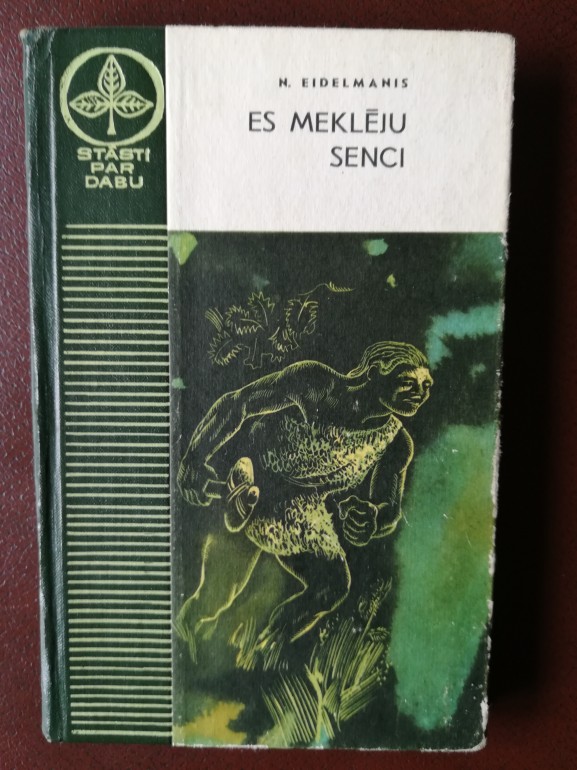 STĀSTI
PAR
DABU
N. EIDELMANIS
ES MEKLĒJU
SENCI